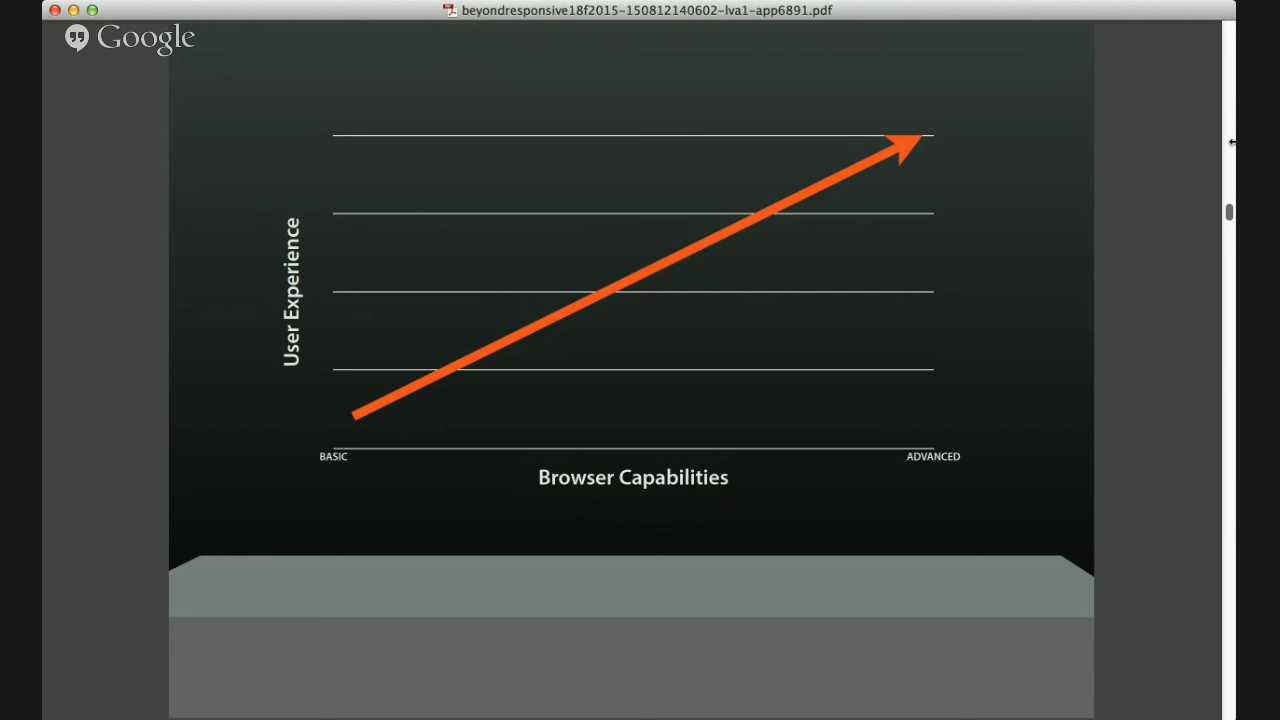 beyondresponsive18f2015-150812140602-lva1-app6891.pdf
Google
User Experience
BASIC
ADVANCED
Browser Capabilities